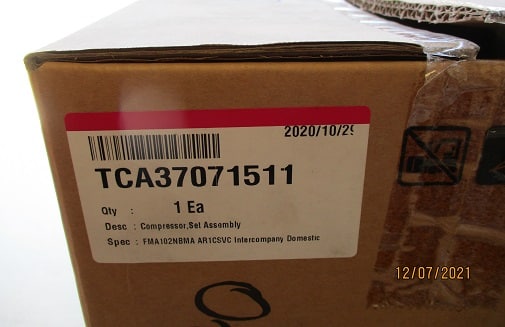 2020/10/29
TCA37071511
Qty : 1 Ea
Desc : Compressor,Set Assembly
Spec : FMA102NBMA AR1CSVC Intercompany Domestic
12/07/2021